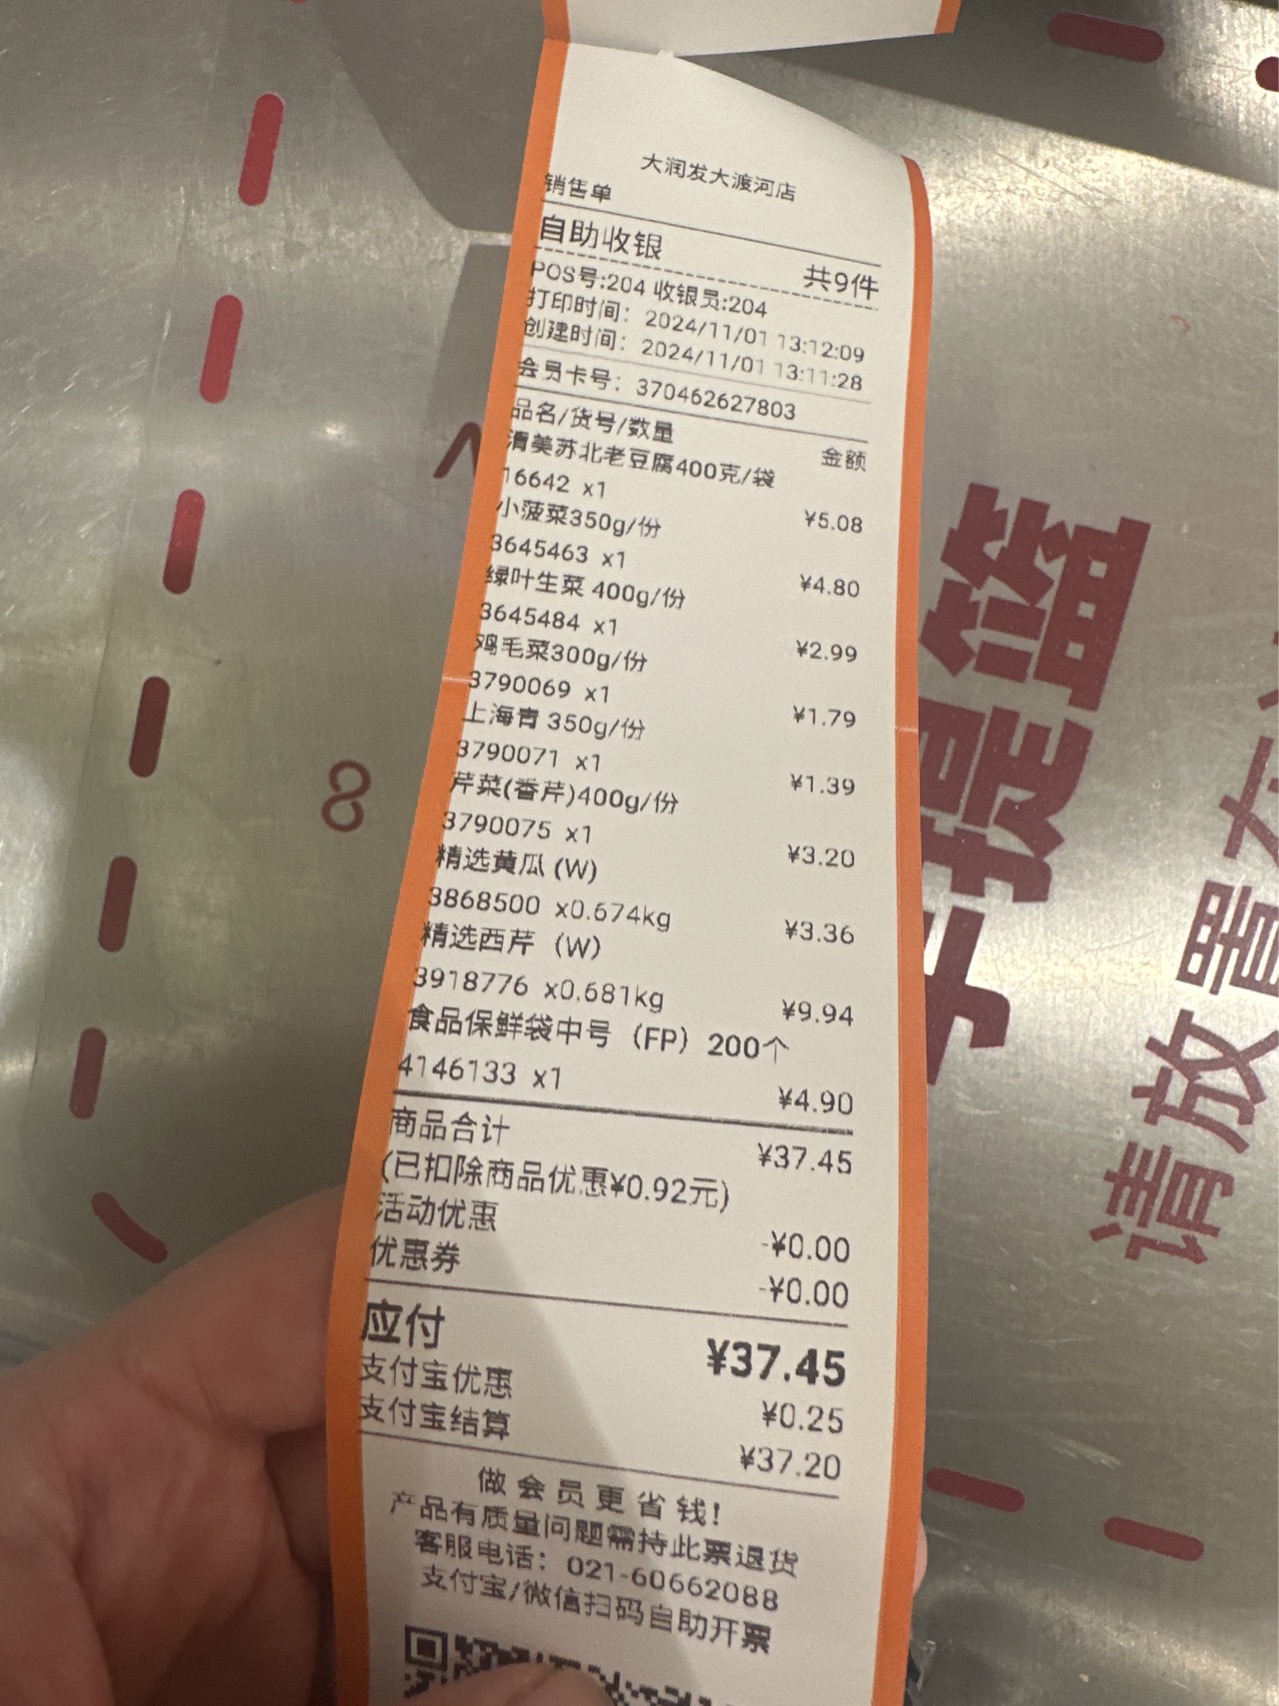 大润发大渡河店
销售单
自助收银 共9件
POS号:204 收银员:204
打印时间：2024/11/01 13:12:09
创建时间：2024/11/01 13:11:28
会员卡号：370462627803
品名/货号/数量 金额
清美苏北老豆腐400克/袋
16642 x1 ¥5.08
小菠菜350g/份
3645463 x1 ¥4.80
绿叶生菜 400g/份
3645484 x1 ¥2.99
鸡毛菜300g/份
3790069 x1 ¥1.79
上海青 350g/份
3790071 x1 ¥1.39
芹菜(香芹)400g/份
3790075 x1 ¥3.20
精选黄瓜 (W)
3868500 x0.674kg ¥3.36
精选西芹（W）
3918776 x0.681kg ¥9.94
食品保鲜袋中号（FP）200个
4146133 x1 ¥4.90
商品合计 ¥37.45
(已扣除商品优惠¥0.92元)
活动优惠 -¥0.00
优惠券 -¥0.00
应付 ¥37.45
支付宝优惠 ¥0.25
支付宝结算 ¥37.20
做会员更省钱!
产品有质量问题需持此票退货
客服电话：021-60662088
支付宝/微信扫码自助开票
8
手提篮
请放置在